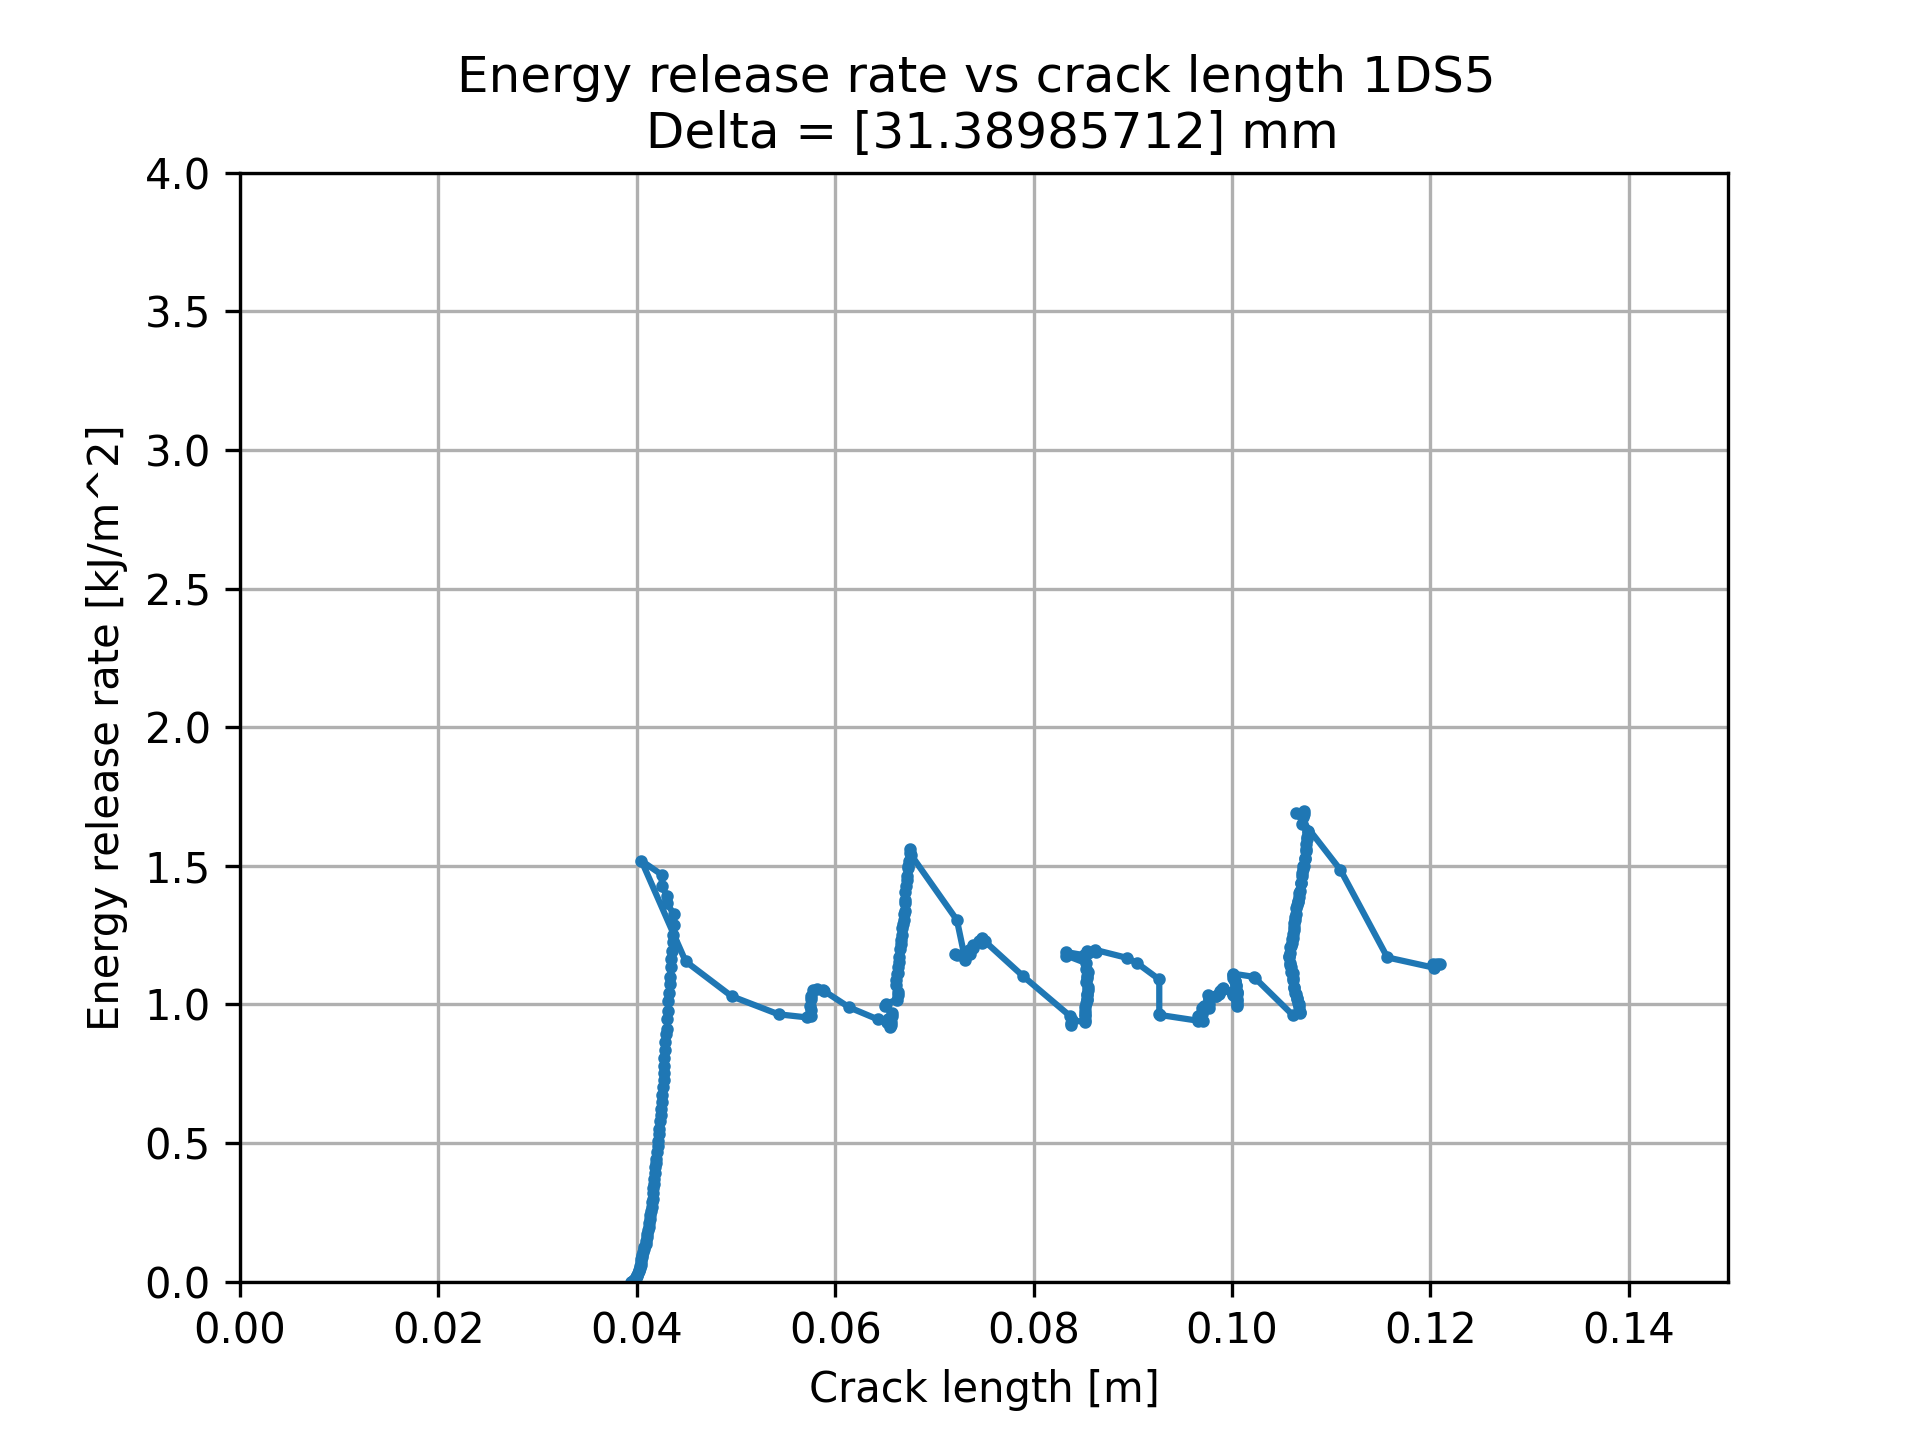 Energy release rate vs crack length 1DS5
Delta = [31.38985712] mm
4.0
3.5
3.0
2.5
2.0
1.5
1.0
0.5
0.0
Energy release rate [kJ/m^2]
0.00 0.02 0.04 0.06 0.08 0.10 0.12 0.14
Crack length [m]